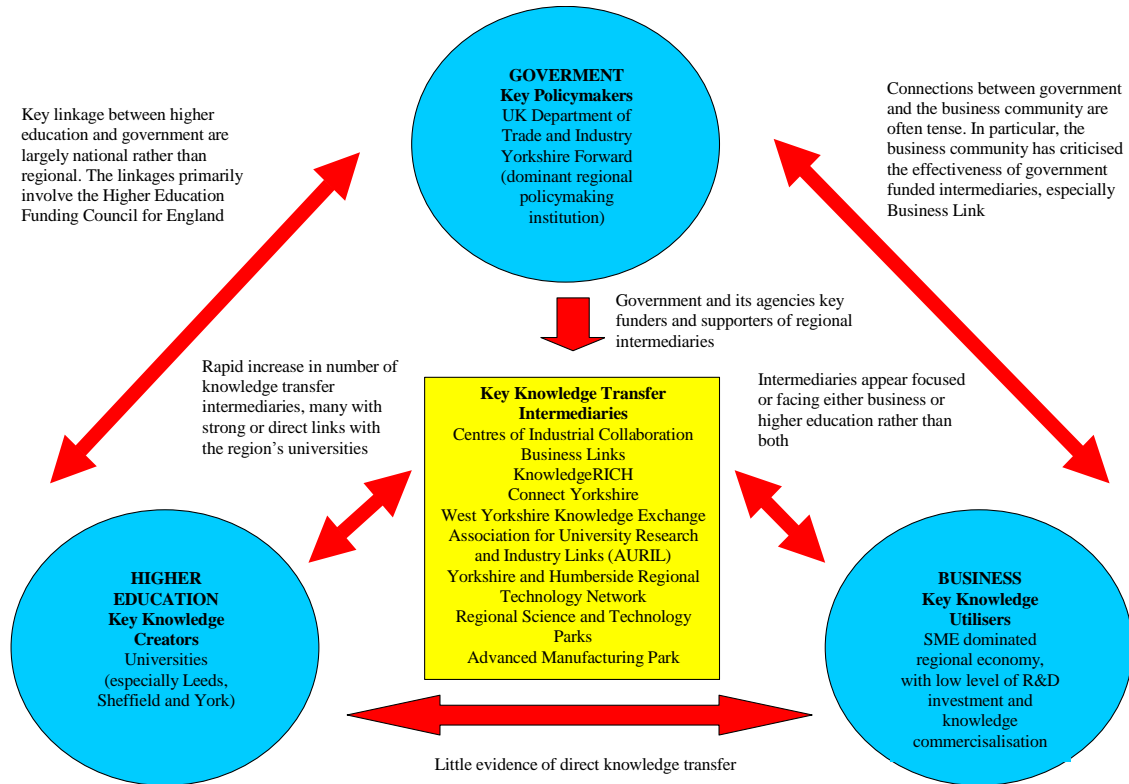 GOVERMENT
Key Policymakers
UK Department of
Trade and Industry
Yorkshire Forward
(dominant regional
policymaking
institution)
Key linkage between higher
education and government are
largely national rather than
regional. The linkages primarily
involve the Higher Education
Funding Council for England
Connections between government
and the business community are
often tense. In particular, the
business community has criticised
the effectiveness of government
funded intermediaries, especially
Business Link
Government and its agencies key
funders and supporters of regional
intermediaries
Rapid increase in number of
knowledge transfer
intermediaries, many with
strong or direct links with
the region's universities
Key Knowledge Transfer
Intermediaries
Centres of Industrial Collaboration
Business Links
KnowledgeRICH
Connect Yorkshire
West Yorkshire Knowledge Exchange
Association for University Research
and Industry Links (AURIL)
Yorkshire and Humberside Regional
Technology Network
Regional Science and Technology
Parks
Advanced Manufacturing Park
Intermediaries appear focused
or facing either business or
higher education rather than
both
HIGHER
EDUCATION
Key Knowledge
Creators
Universities
(especially Leeds,
Sheffield and York)
BUSINESS
Key Knowledge
Utilisers
SME dominated
regional economy,
with low level of R&D
investment and
knowledge
commercisalisation
Little evidence of direct knowledge transfer